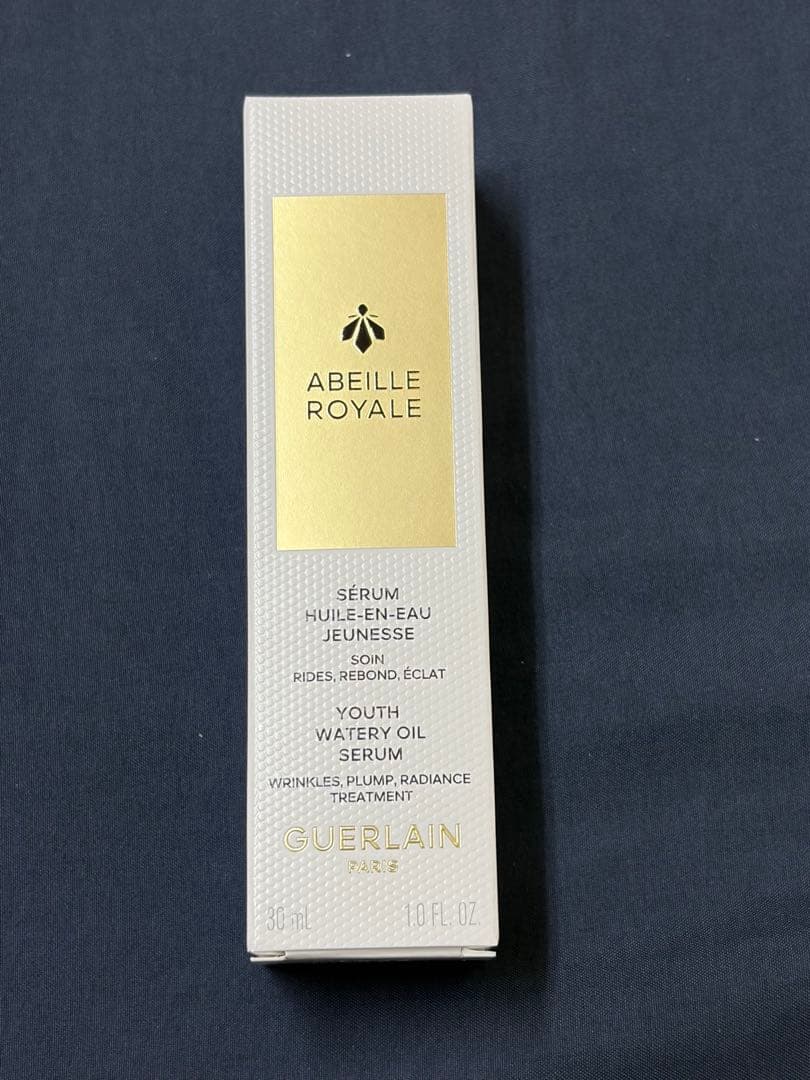 ABEILLE
ROYALE
SÉRUM
HUILE-EN-EAU
JEUNESSE
SOIN
RIDES, REBOND, ÉCLAT
YOUTH
WATERY OIL
SERUM
WRINKLES, PLUMP, RADIANCE
TREATMENT
GUERLAIN
PARIS
30 mL 1.0 FL. OZ.